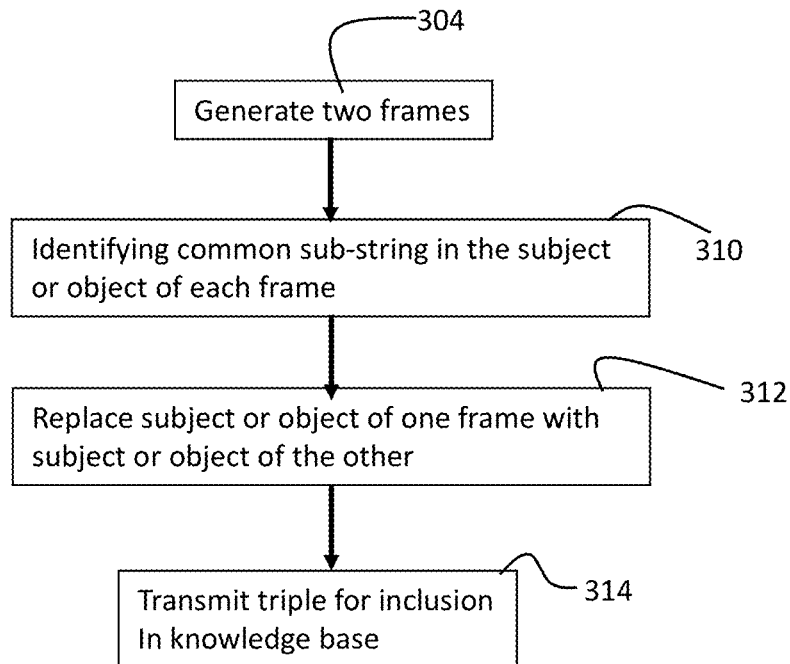 304
Generate two frames
Identifying common sub-string in the subject
or object of each frame
310
Replace subject or object of one frame with
subject or object of the other
312
Transmit triple for inclusion
In knowledge base
314